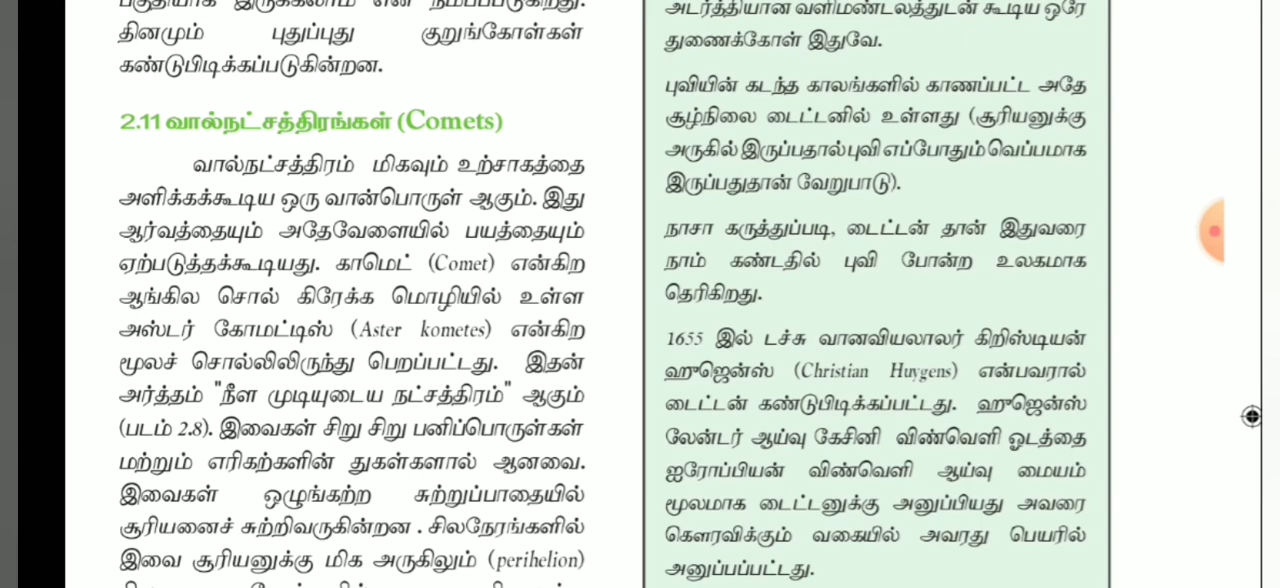 தினமும் புதுப்புது குறுங்கோள்கள்
கண்டுபிடிக்கப்படுகின்றன.
2.11 வால்நட்சத்திரங்கள் (Comets)
வால்நட்சத்திரம் மிகவும் உற்சாகத்தை
அளிக்கக்கூடிய ஒரு வான்பொருள் ஆகும். இது
ஆர்வத்தையும் அதேவேளையில் பயத்தையும்
ஏற்படுத்தக்கூடியது. காமெட் (Comet) என்கிற
ஆங்கில சொல் கிரேக்க மொழியில் உள்ள
அஸ்டர் கோமட்டிஸ் (Aster kometes) என்கிற
மூலச் சொல்லிலிருந்து பெறப்பட்டது. இதன்
அர்த்தம் "நீள முடியுடைய நட்சத்திரம்" ஆகும்
(படம் 2.8). இவைகள் சிறு சிறு பனிப்பொருள்கள்
மற்றும் எரிகற்களின் துகள்களால் ஆனவை.
இவைகள் ஒழுங்கற்ற சுற்றுப்பாதையில்
சூரியனைச் சுற்றிவருகின்றன . சிலநேரங்களில்
இவை சூரியனுக்கு மிக அருகிலும் (perihelion)
அடர்த்தியான வளிமண்டலத்துடன் கூடிய ஒரே
துணைக்கோள் இதுவே.
புவியின் கடந்த காலங்களில் காணப்பட்ட அதே
சூழ்நிலை டைட்டனில் உள்ளது (சூரியனுக்கு
அருகில் இருப்பதால் புவி எப்போதும் வெப்பமாக
இருப்பதுதான் வேறுபாடு).
நாசா கருத்துப்படி, டைட்டன் தான் இதுவரை
நாம் கண்டதில் புவி போன்ற உலகமாக
தெரிகிறது.
1655 இல் டச்சு வானவியலாலர் கிறிஸ்டியன்
ஹுஜென்ஸ் (Christian Huygens) என்பவரால்
டைட்டன் கண்டுபிடிக்கப்பட்டது. ஹுஜென்ஸ்
லேன்டர் ஆய்வு கேசினி விண்வெளி ஓடத்தை
ஐரோப்பியன் விண்வெளி ஆய்வு மையம்
மூலமாக டைட்டனுக்கு அனுப்பியது அவரை
கௌரவிக்கும் வகையில் அவரது பெயரில்
அனுப்பப்பட்டது.